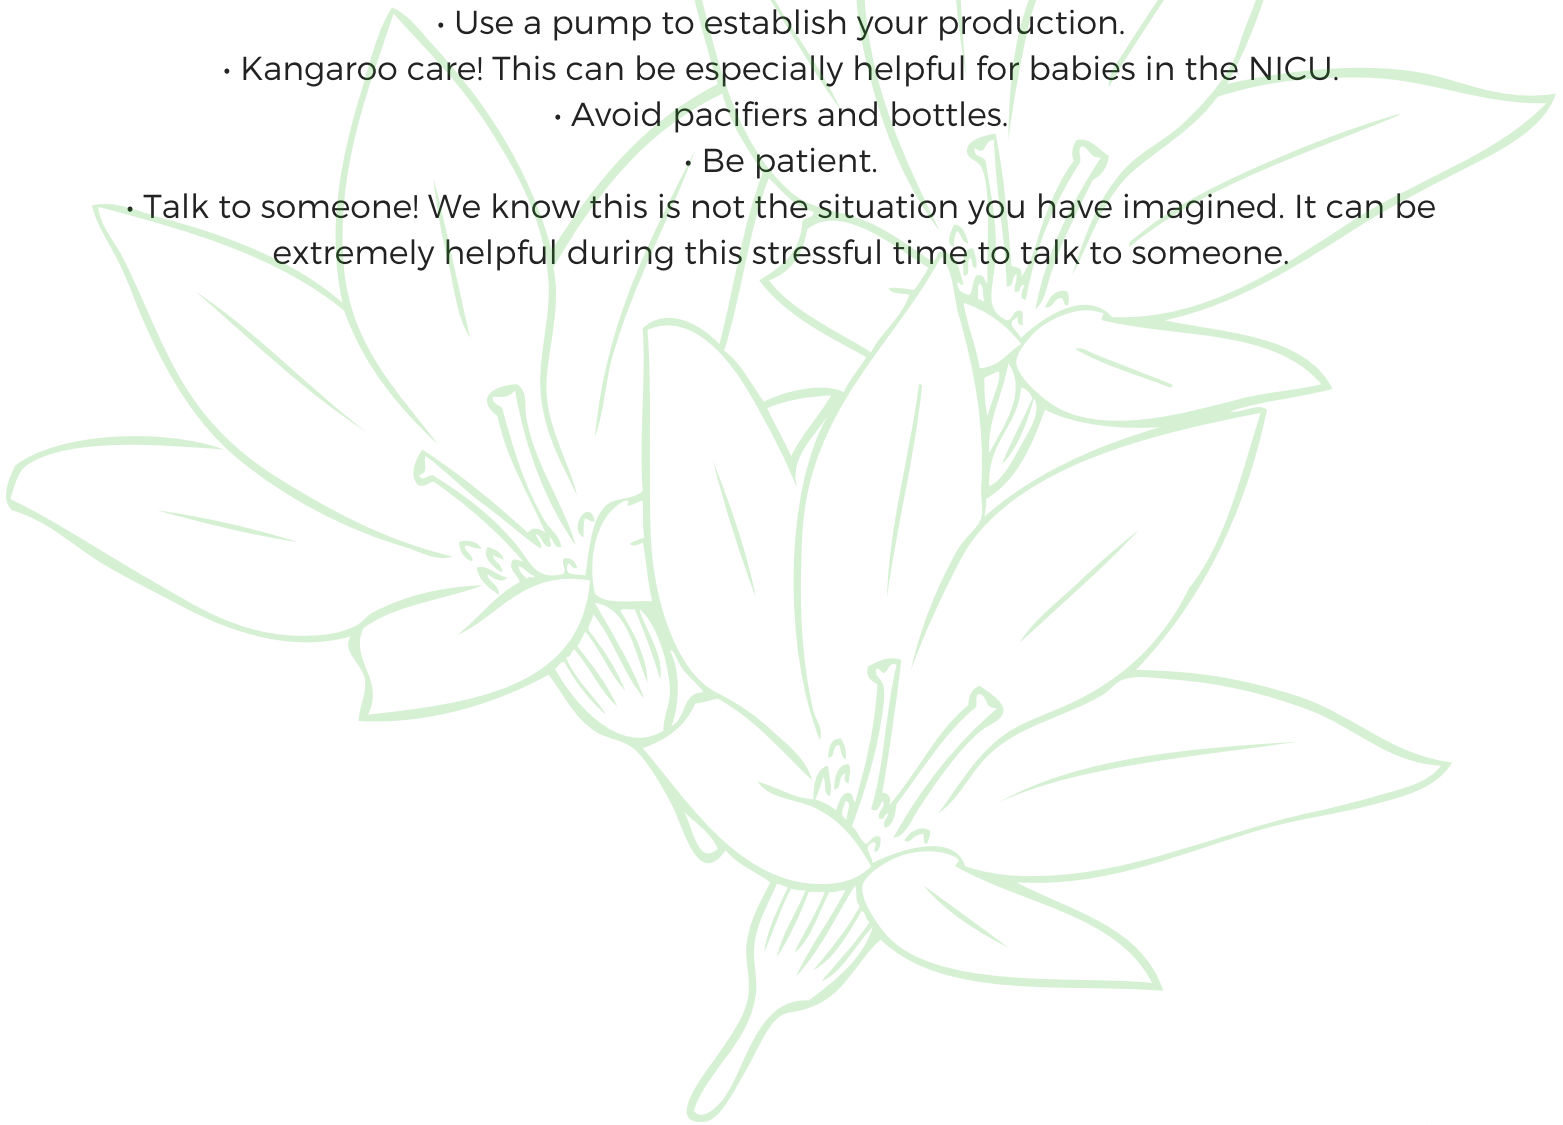 • Use a pump to establish your production.
• Kangaroo care! This can be especially helpful for babies in the NICU.
• Avoid pacifiers and bottles.
• Be patient.
• Talk to someone! We know this is not the situation you have imagined. It can be
extremely helpful during this stressful time to talk to someone.